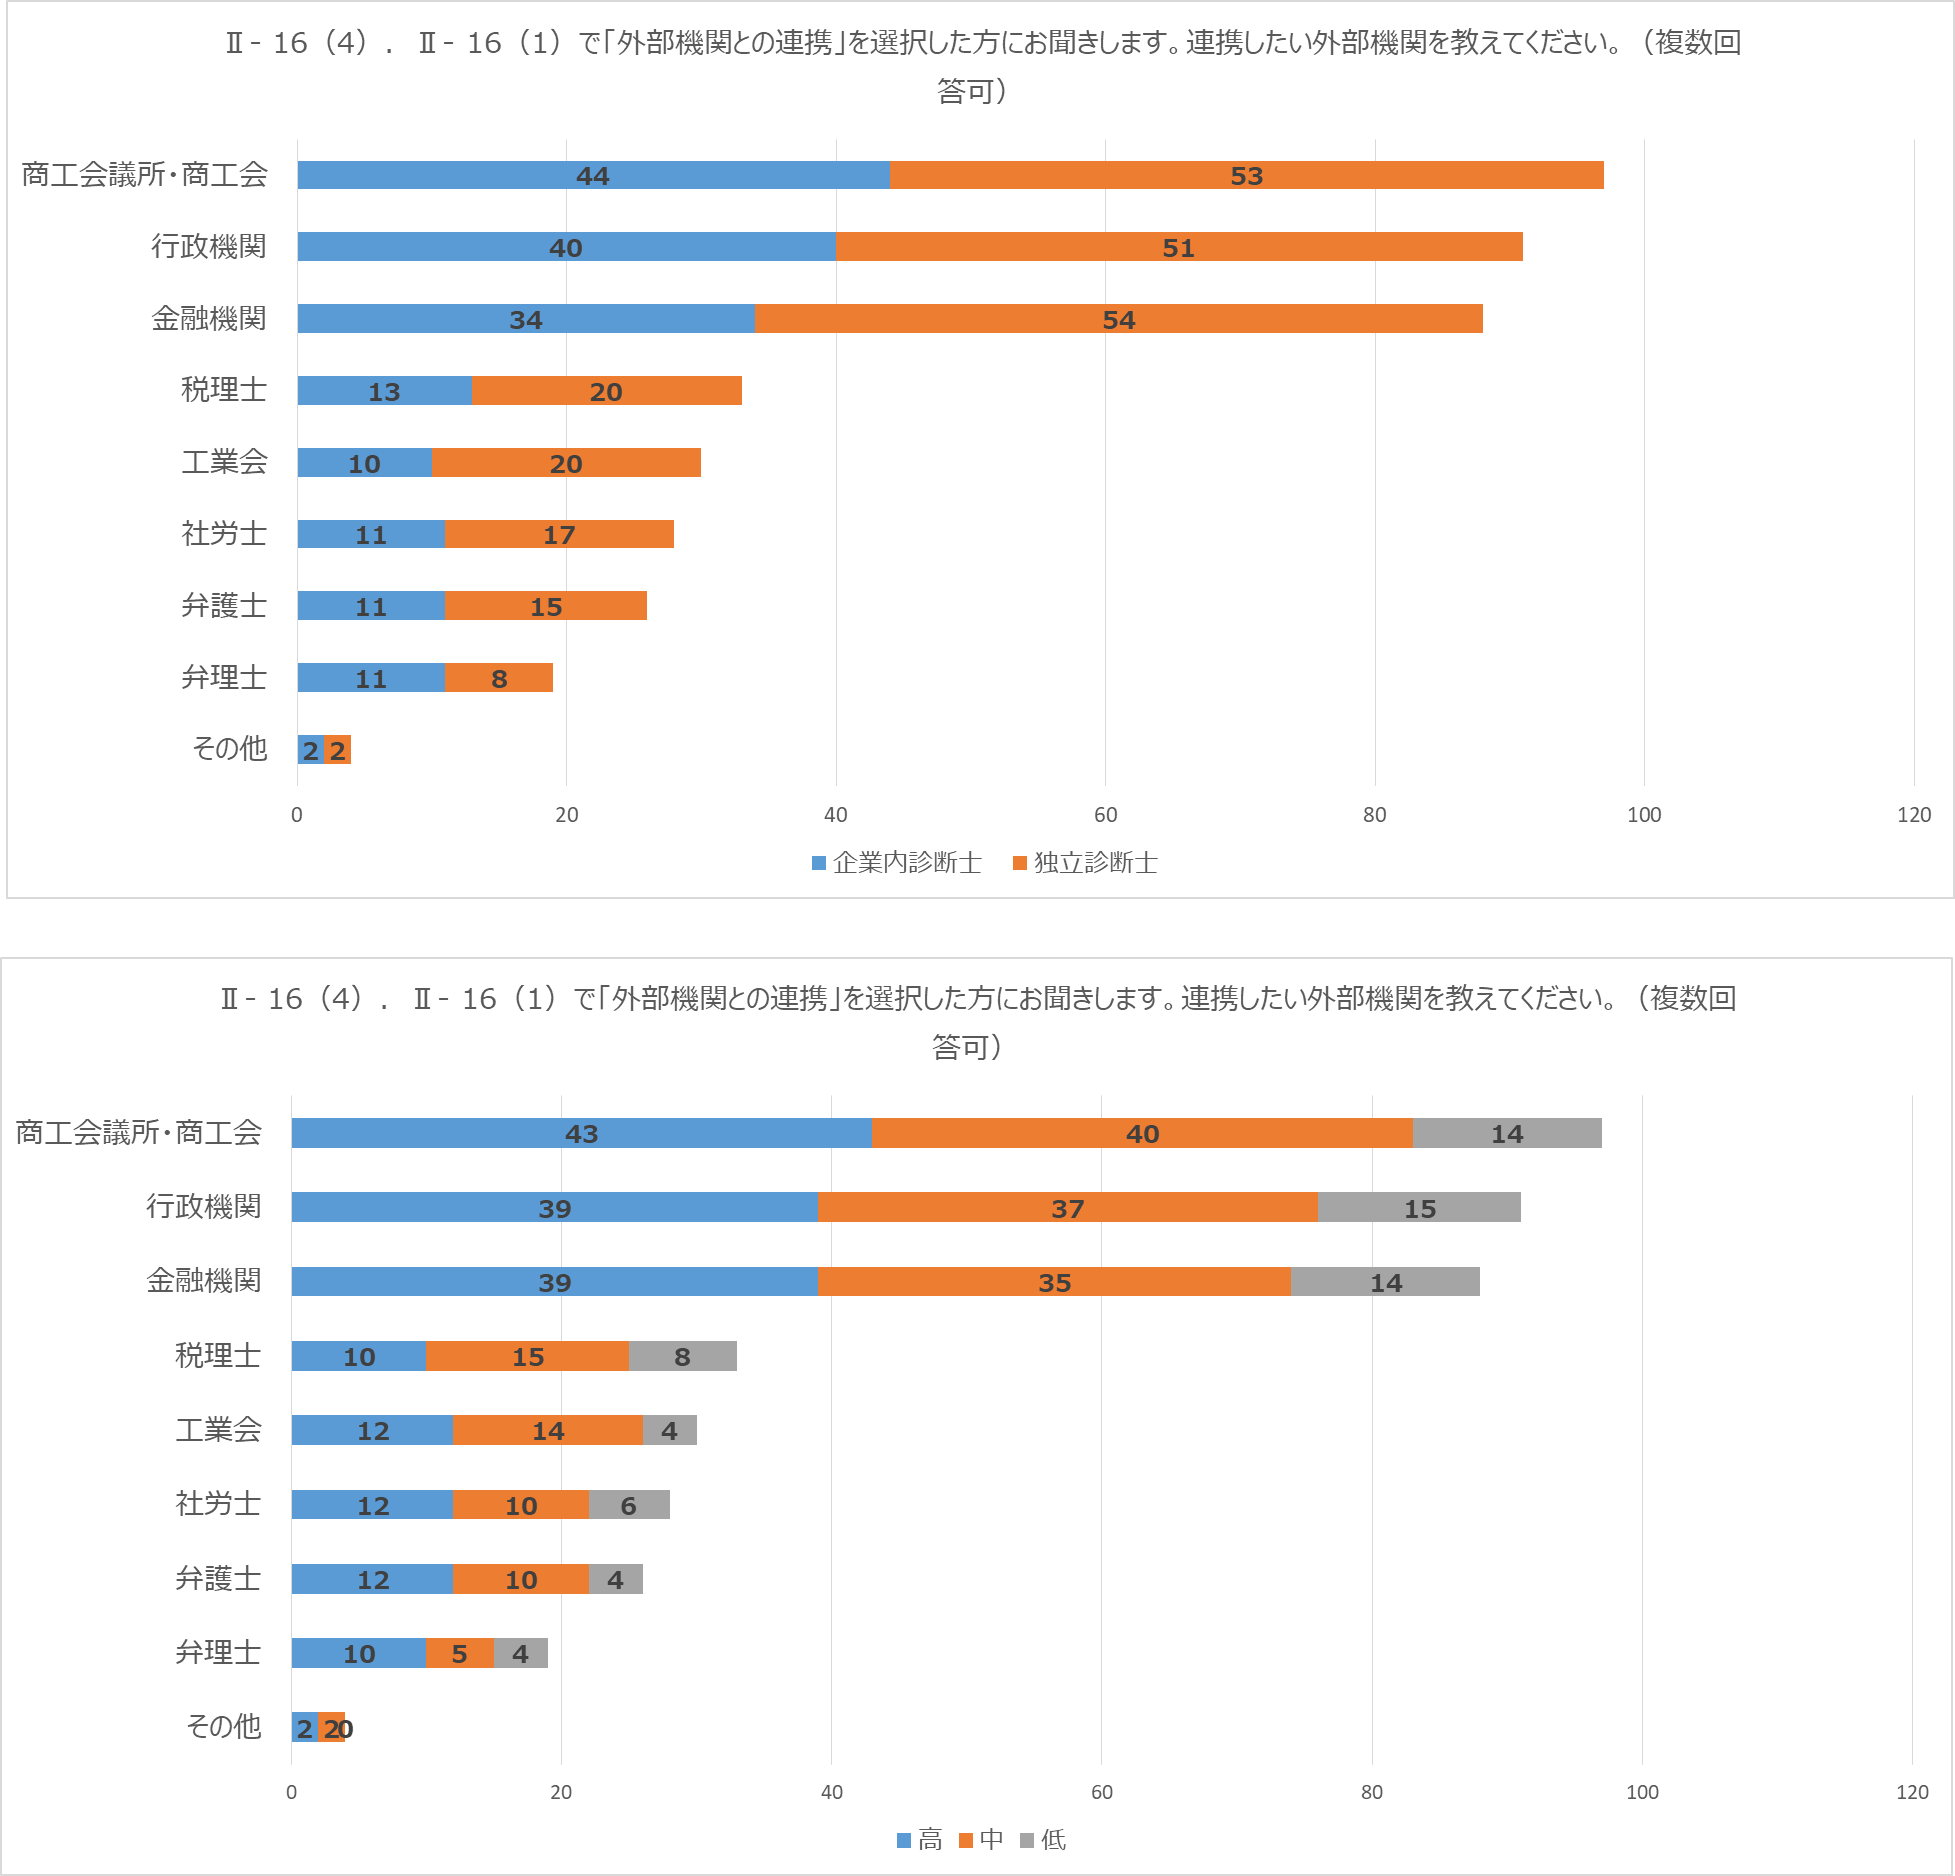 Ⅱ- 16（4）. Ⅱ- 16（1）で「外部機関との連携」を選択した方にお聞きします。連携したい外部機関を教えてください。（複数回
答可）
商工会議所・商工会 44 53
行政機関 40 51
金融機関 34 54
税理士 13 20
工業会 10 20
社労士 11 17
弁護士 11 15
弁理士 11 8
その他 2 2
0 20 40 60 80 100 120
企業内診断士 独立診断士
Ⅱ- 16（4）. Ⅱ- 16（1）で「外部機関との連携」を選択した方にお聞きします。連携したい外部機関を教えてください。（複数回
答可）
商工会議所・商工会 43 40 14
行政機関 39 37 15
金融機関 39 35 14
税理士 10 15 8
工業会 12 14 4
社労士 12 10 6
弁護士 12 10 4
弁理士 10 5 4
その他 2 2 0
0 20 40 60 80 100 120
高 中 低